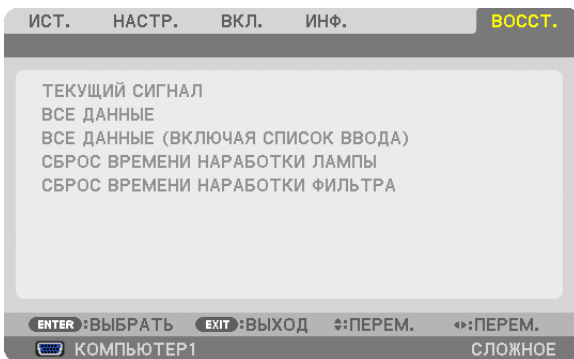 ИСТ. НАСТР. ВКЛ. ИНФ. ВОССТ.
ТЕКУЩИЙ СИГНАЛ
ВСЕ ДАННЫЕ
ВСЕ ДАННЫЕ (ВКЛЮЧАЯ СПИСОК ВВОДА)
СБРОС ВРЕМЕНИ НАРАБОТКИ ЛАМПЫ
СБРОС ВРЕМЕНИ НАРАБОТКИ ФИЛЬТРА
ENTER :ВЫБРАТЬ EXIT :ВЫХОД :ПЕРЕМ. :ПЕРЕМ.
КОМПЬЮТЕР1 СЛОЖНОЕ